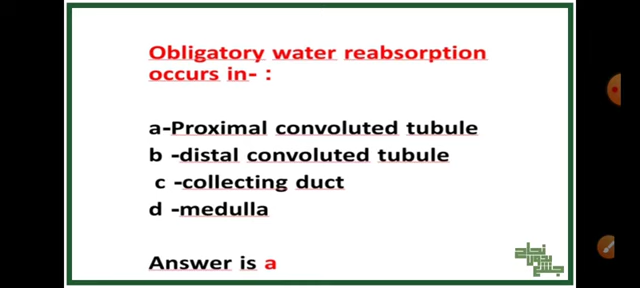 Obligatory water reabsorption
occurs in- :
a-Proximal convoluted tubule
b -distal convoluted tubule
c -collecting duct
d -medulla
Answer is a